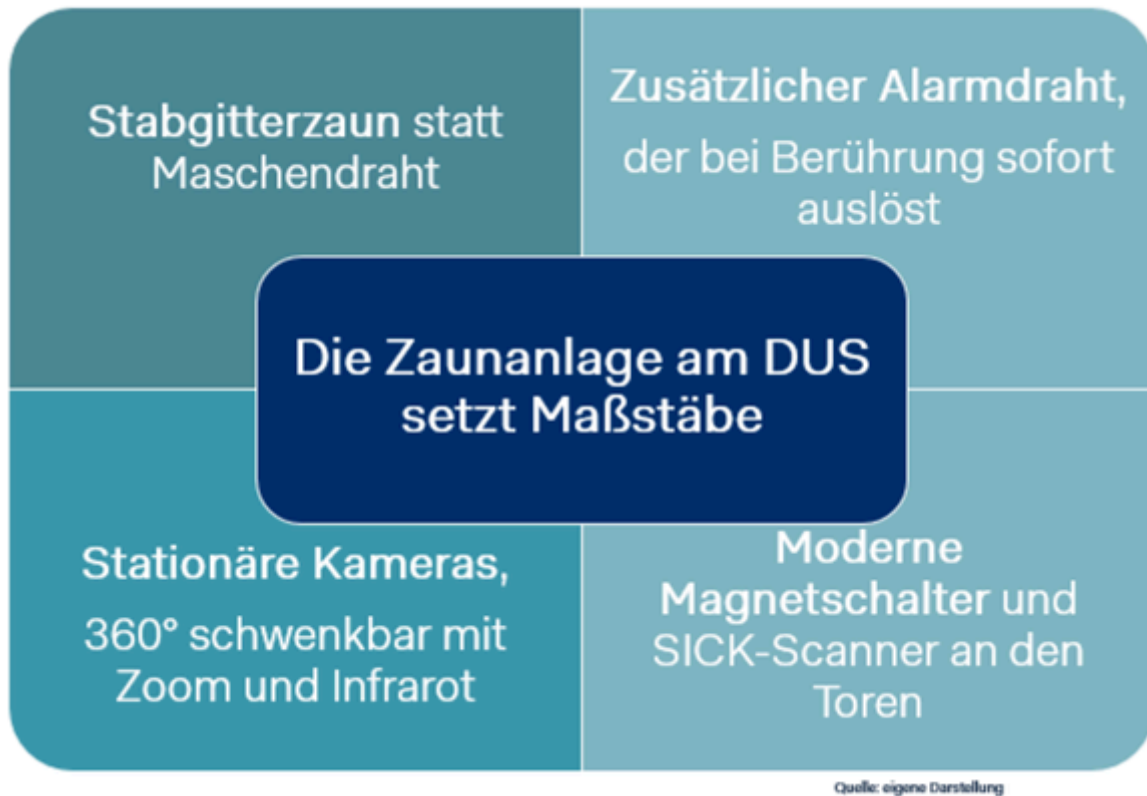 Stabgitterzaun statt
Maschendraht
Zusätzlicher Alarmdraht,
der bei Berührung sofort
auslöst
Die Zaunanlage am DUS
setzt Maßstäbe
Stationäre Kameras,
360° schwenkbar mit
Zoom und Infrarot
Moderne
Magnetschalter und
SICK-Scanner an den
Toren
Quelle: eigene Darstellung